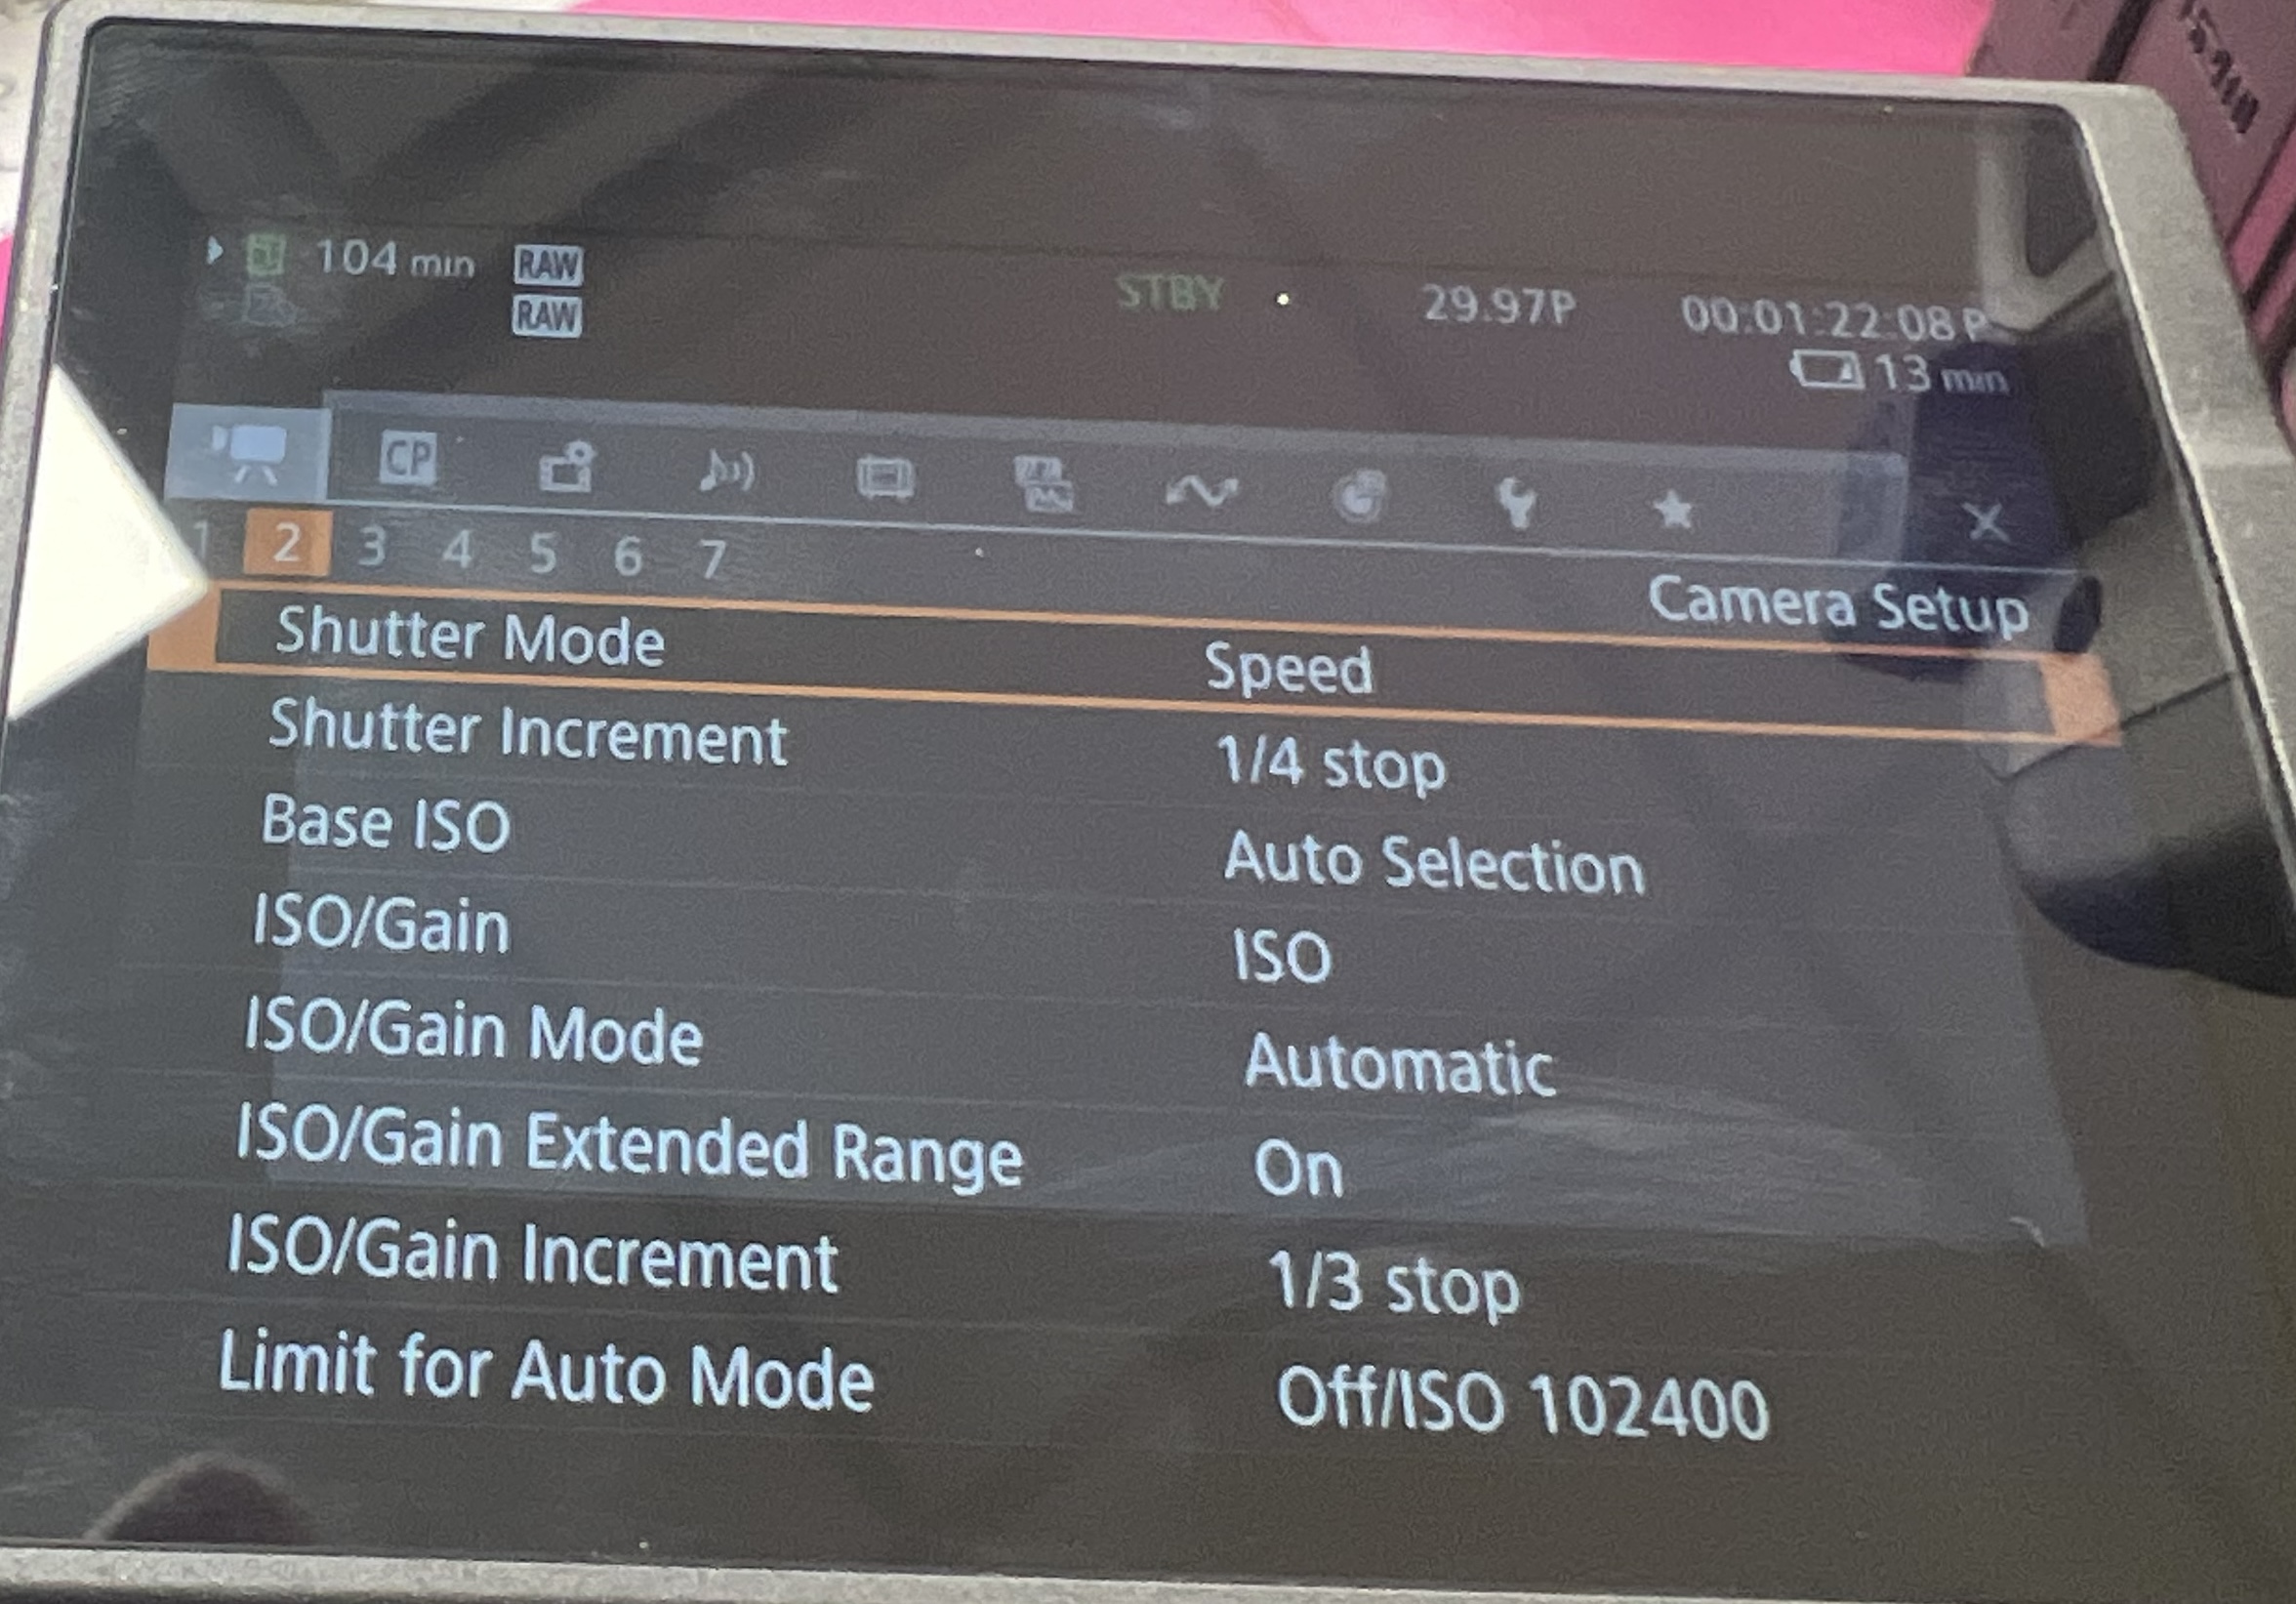 104 min RAW
RAW
STBY 29.97P 00:01:22:08 P
13 min
CP
1 2 3 4 5 6 7
Camera Setup
Shutter Mode Speed
Shutter Increment 1/4 stop
Base ISO Auto Selection
ISO/Gain ISO
ISO/Gain Mode Automatic
ISO/Gain Extended Range On
ISO/Gain Increment 1/3 stop
Limit for Auto Mode Off/ISO 102400